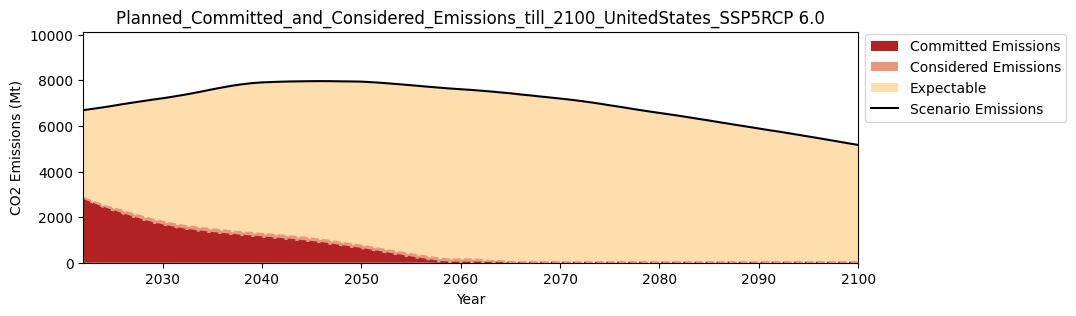 Planned_Committed_and_Considered_Emissions_till_2100_UnitedStates_SSP5RCP 6.0
10000
8000
6000
4000
2000
0
CO2 Emissions (Mt)
2030 2040 2050 2060 2070 2080 2090 2100
Year
Committed Emissions
Considered Emissions
Expectable
Scenario Emissions